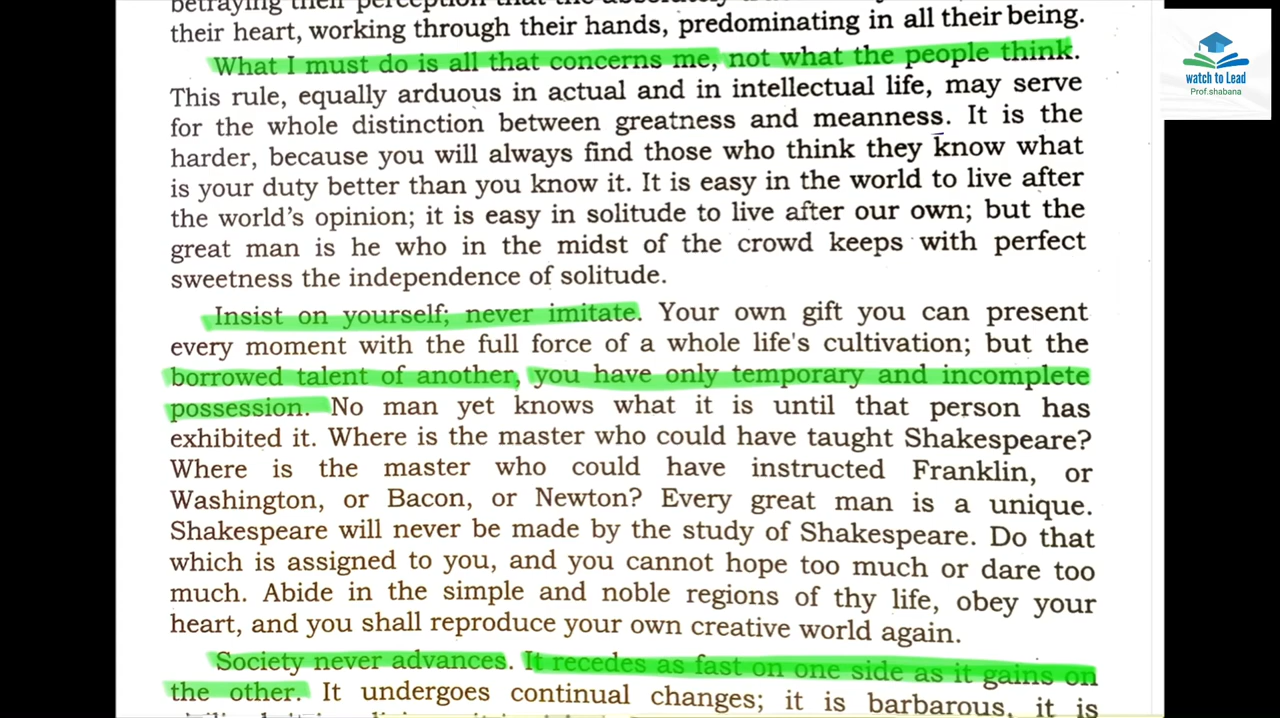 their heart, working through their hands, predominating in all their being.
What I must do is all that concerns me, not what the people think.
This rule, equally arduous in actual and in intellectual life, may serve
for the whole distinction between greatness and meanness. It is the
harder, because you will always find those who think they know what
is your duty better than you know it. It is easy in the world to live after
the world's opinion; it is easy in solitude to live after our own; but the
great man is he who in the midst of the crowd keeps with perfect
sweetness the independence of solitude.
Insist on yourself; never imitate. Your own gift you can present
every moment with the full force of a whole life's cultivation; but the
borrowed talent of another, you have only temporary and incomplete
possession. No man yet knows what it is until that person has
exhibited it. Where is the master who could have taught Shakespeare?
Where is the master who could have instructed Franklin, or
Washington, or Bacon, or Newton? Every great man is a unique.
Shakespeare will never be made by the study of Shakespeare. Do that
which is assigned to you, and you cannot hope too much or dare too
much. Abide in the simple and noble regions of thy life, obey your
heart, and you shall reproduce your own creative world again.
Society never advances. It recedes as fast on one side as it gains on
the other. It undergoes continual changes; it is barbarous, it is
watch to Lead
Prof.shabana